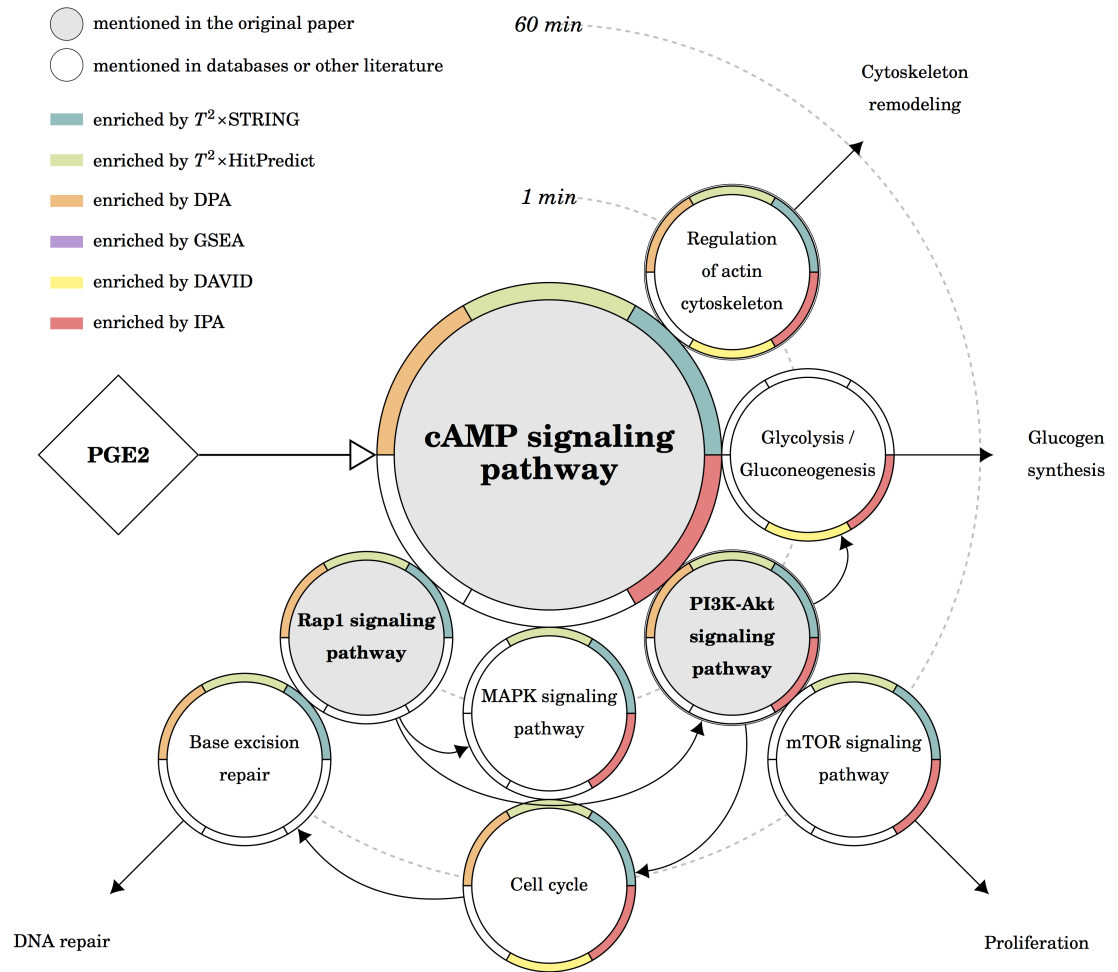 mentioned in the original paper
mentioned in databases or other literature
enriched by T²×STRING
enriched by T²×HitPredict
enriched by DPA
enriched by GSEA
enriched by DAVID
enriched by IPA
60 min
1 min
Cytoskeleton
remodeling
Regulation
of actin
cytoskeleton
PGE2
cAMP signaling
pathway
Glycolysis /
Gluconeogenesis
Glucogen
synthesis
Rap1 signaling
pathway
PI3K-Akt
signaling
pathway
MAPK signaling
pathway
Base excision
repair
mTOR signaling
pathway
Cell cycle
DNA repair
Proliferation